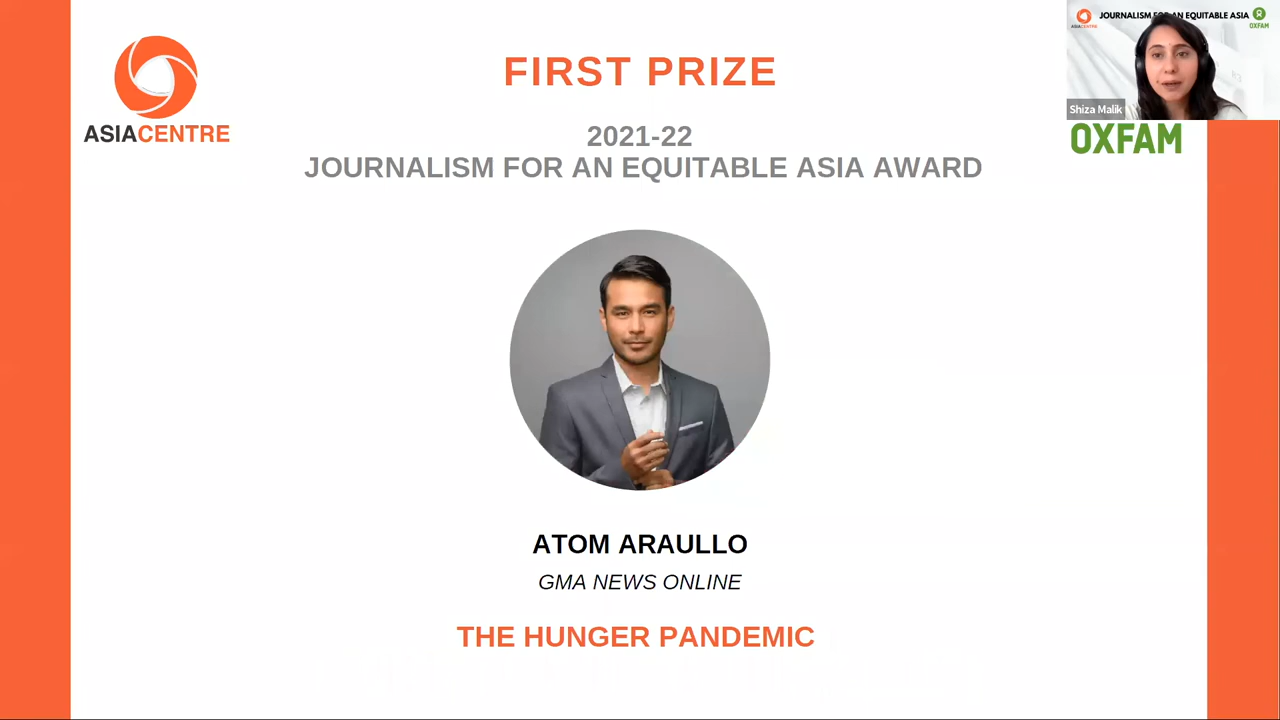 ASIACENTRE
FIRST PRIZE
2021-22
JOURNALISM FOR AN EQUITABLE ASIA AWARD
JOURNALISM FOR AN EQUITABLE ASIA
ASIACENTRE
OXFAM
Shiza Malik
OXFAM
ATOM ARAULLO
GMA NEWS ONLINE
THE HUNGER PANDEMIC